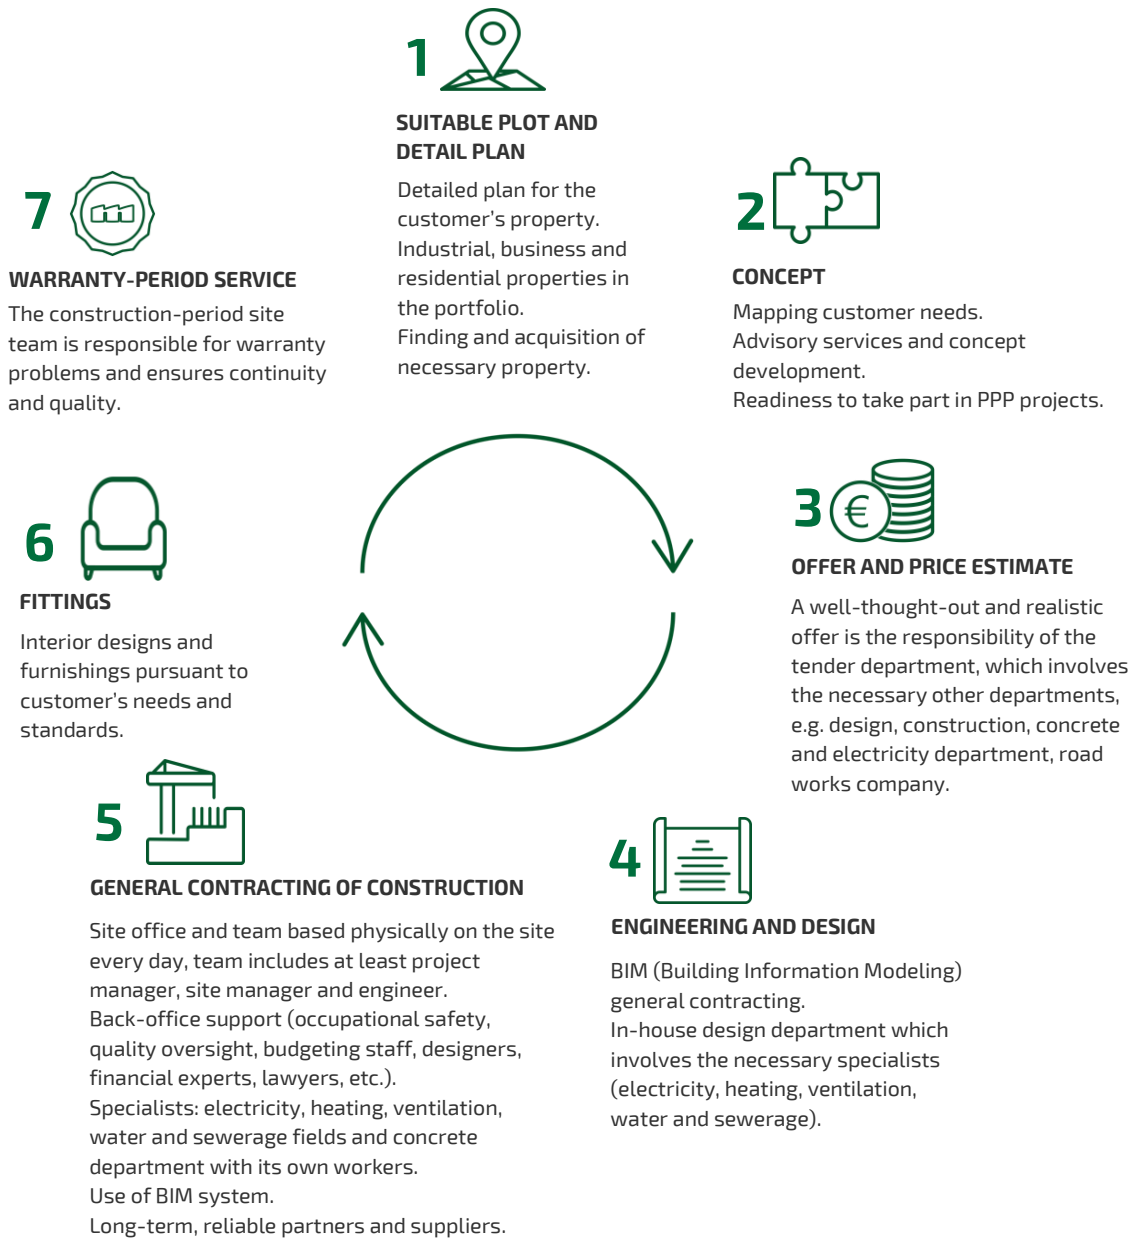 1
SUITABLE PLOT AND
DETAIL PLAN
Detailed plan for the
customer's property.
Industrial, business and
residential properties in
the portfolio.
Finding and acquisition of
necessary property.
2
CONCEPT
Mapping customer needs.
Advisory services and concept
development.
Readiness to take part in PPP projects.
3
€
OFFER AND PRICE ESTIMATE
A well-thought-out and realistic
offer is the responsibility of the
tender department, which involves
the necessary other departments,
e.g. design, construction, concrete
and electricity department, road
works company.
4
ENGINEERING AND DESIGN
BIM (Building Information Modeling)
general contracting.
In-house design department which
involves the necessary specialists
(electricity, heating, ventilation,
water and sewerage).
5
GENERAL CONTRACTING OF CONSTRUCTION
Site office and team based physically on the site
every day, team includes at least project
manager, site manager and engineer.
Back-office support (occupational safety,
quality oversight, budgeting staff, designers,
financial experts, lawyers, etc.).
Specialists: electricity, heating, ventilation,
water and sewerage fields and concrete
department with its own workers.
Use of BIM system.
Long-term, reliable partners and suppliers.
6
FITTINGS
Interior designs and
furnishings pursuant to
customer's needs and
standards.
7
WARRANTY-PERIOD SERVICE
The construction-period site
team is responsible for warranty
problems and ensures continuity
and quality.